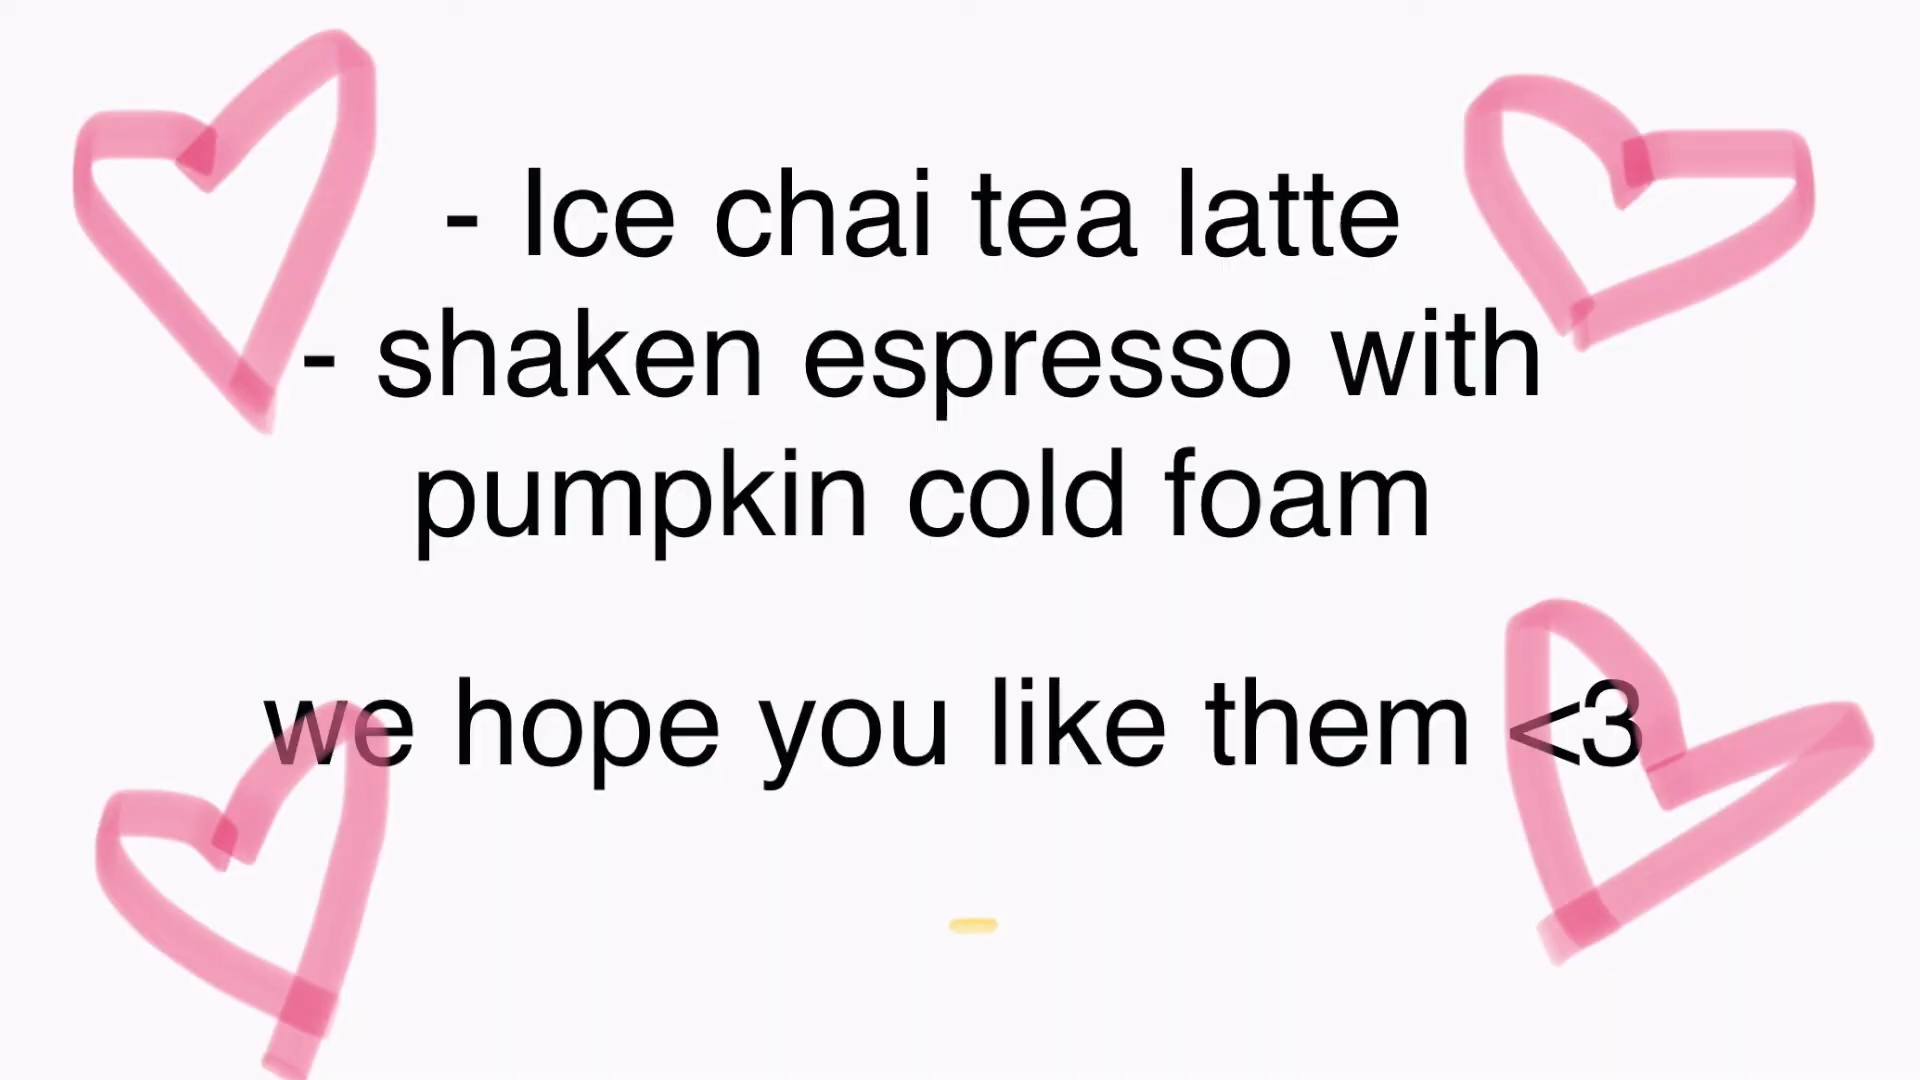 - Ice chai tea latte
- shaken espresso with
pumpkin cold foam
we hope you like them <3